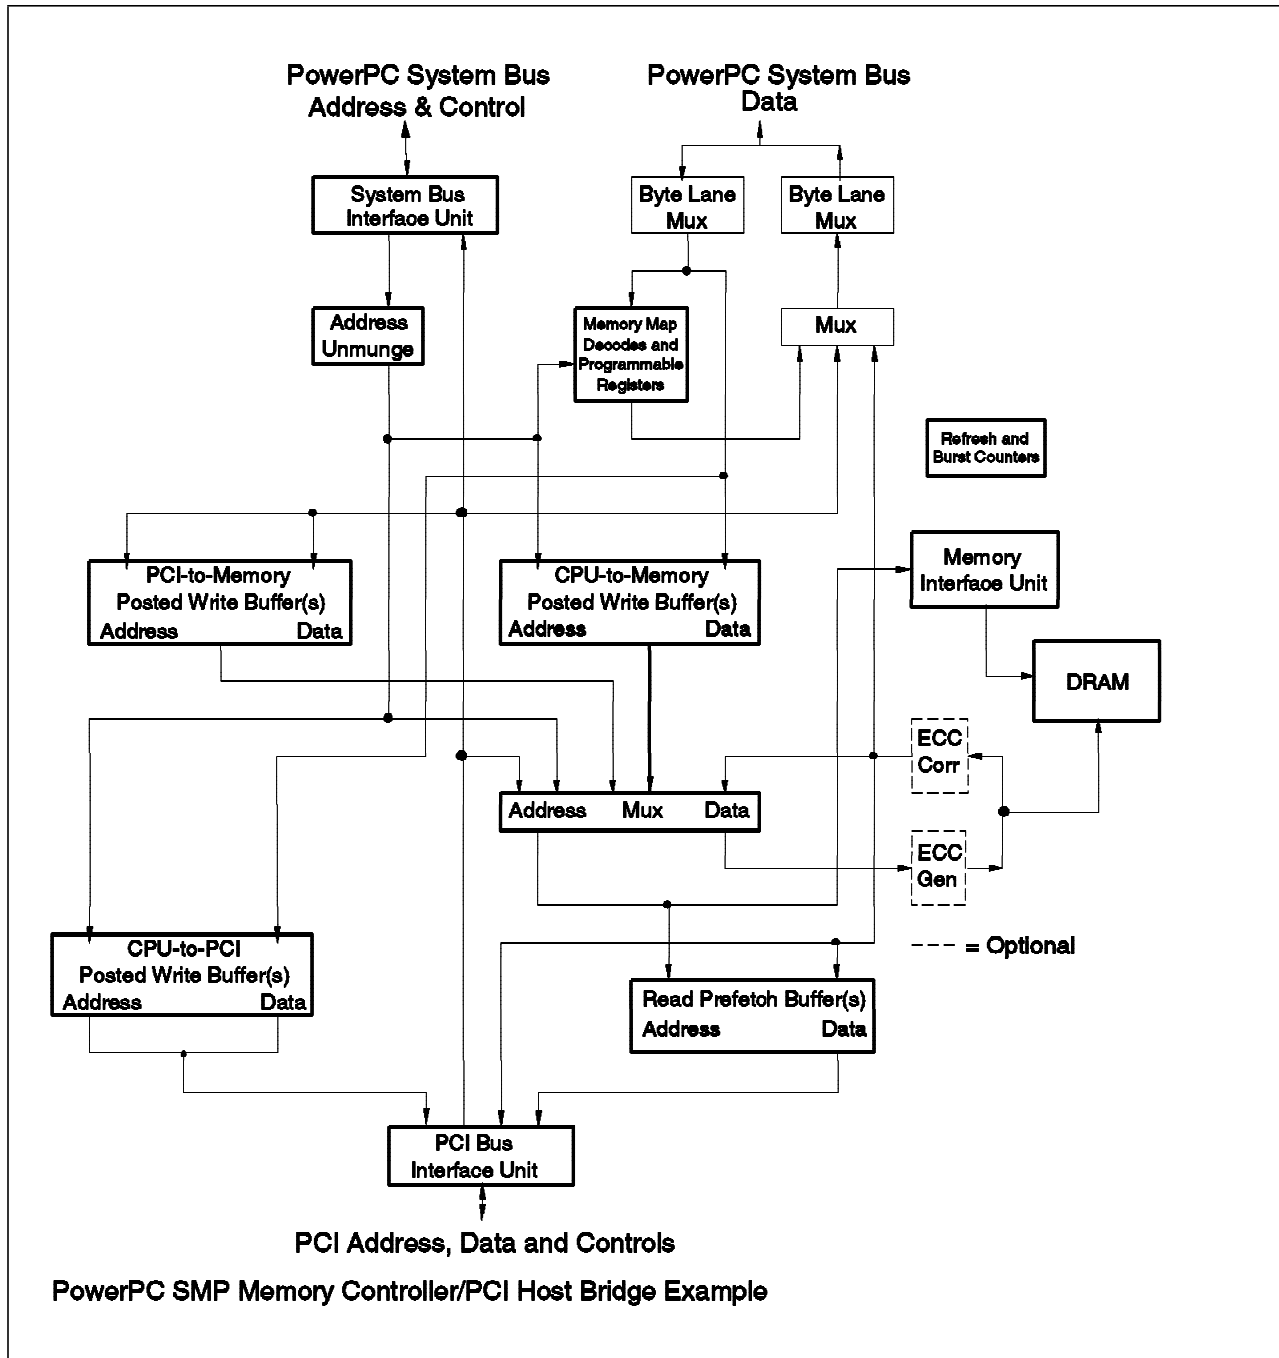 PowerPC System Bus
Address & Control
PowerPC System Bus
Data
System Bus
Interface Unit
Byte Lane
Mux
Byte Lane
Mux
Address
Unmunge
Memory Map
Decodes and
Programmable
Registers
Mux
Refresh and
Burst Counters
Memory
Interface Unit
PCI-to-Memory
Posted Write Buffer(s)
Address Data
CPU-to-Memory
Posted Write Buffer(s)
Address Data
DRAM
ECC
Corr
Address Mux Data
ECC
Gen
= Optional
CPU-to-PCI
Posted Write Buffer(s)
Address Data
Read Prefetch Buffer(s)
Address Data
PCI Bus
Interface Unit
PCI Address, Data and Controls
PowerPC SMP Memory Controller/PCI Host Bridge Example